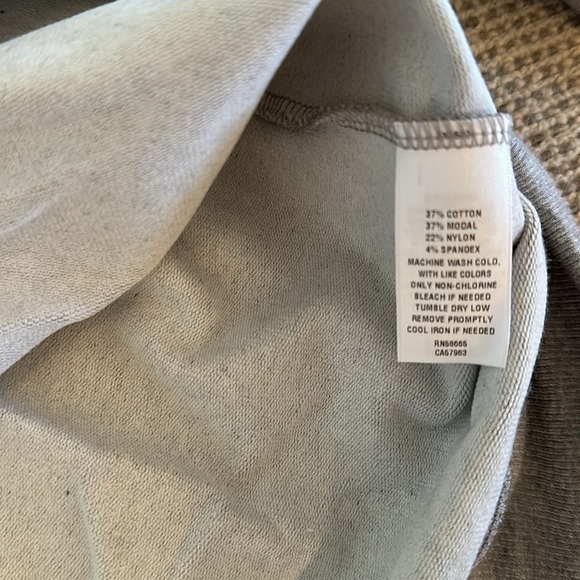 37% COTTON
37% MODAL
22% NYLON
4% SPANDEX
MACHINE WASH COLD,
WITH LIKE COLORS
ONLY NON-CHLORINE
BLEACH IF NEEDED
TUMBLE DRY LOW
REMOVE PROMPTLY
COOL IRON IF NEEDED
RN58665
CA57983